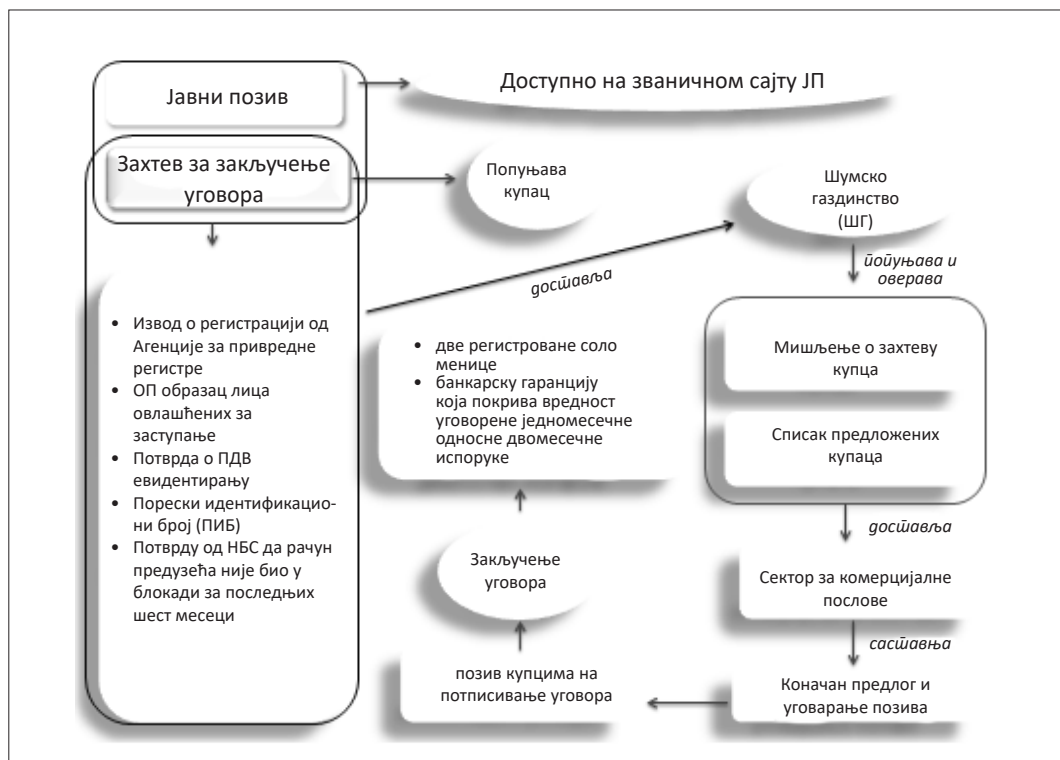 Јавни позив
Доступно на званичном сајту ЈП
Захтев за закључење
уговора
Попуњава
купац
Шумско
газдинство
(ШГ)
доставља
попуњава и
оверава
• Извод о регистрацији од
Агенције за привредне
регистре
• ОП образац лица
овлашћених за
заступање
• Потврда о ПДВ
евидентирању
• Порески идентификацио-
ни број (ПИБ)
• Потврду од НБС да рачун
предузећа није био у
блокади за последњих
шест месеци
• две регистроване соло
менице
• банкарску гаранцију
која покрива вредност
уговорене једномесечне
односне двомесечне
испоруке
Мишљење о захтеву
купца
Списак предложених
купаца
доставља
Сектор за комерцијалне
послове
саставња
Коначан предлог и
уговарање позива
позив купцима на
потписивање уговора
Закључење
уговора